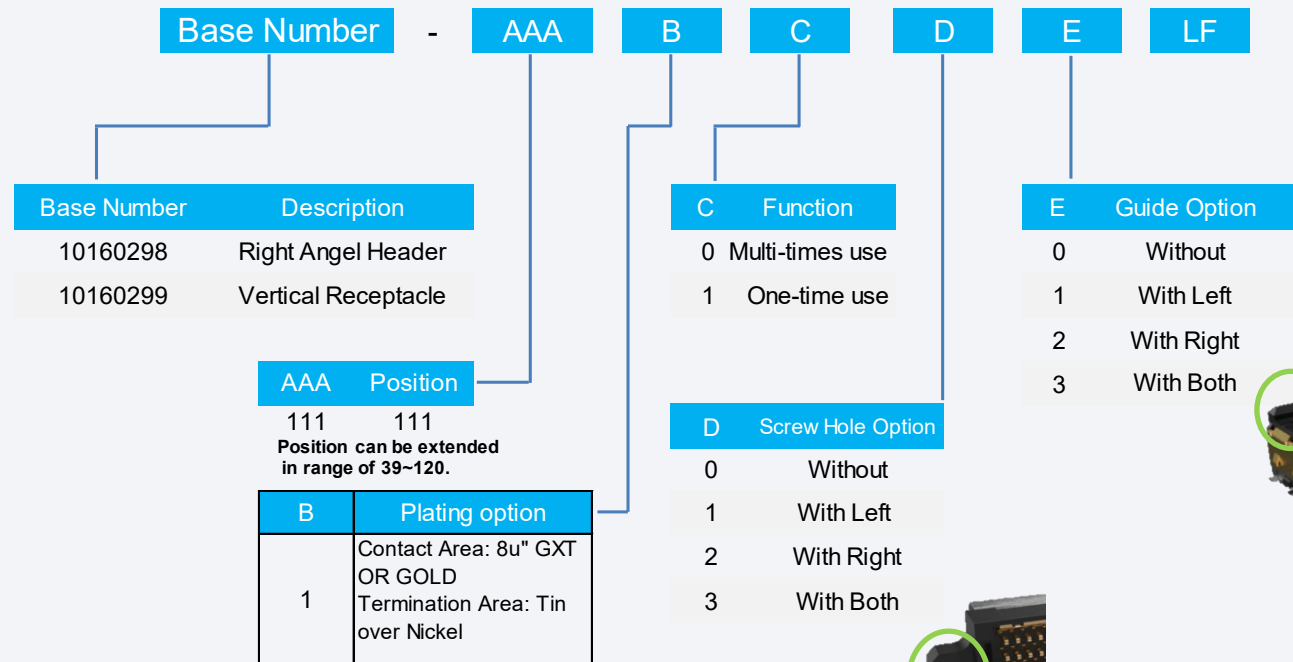 Base Number - AAA B C D E LF
Base Number Description
10160298 Right Angel Header
10160299 Vertical Receptacle
C Function
0 Multi-times use
1 One-time use
E Guide Option
0 Without
1 With Left
2 With Right
3 With Both
AAA Position
111 111
Position can be extended
in range of 39~120.
D Screw Hole Option
0 Without
1 With Left
2 With Right
3 With Both
B Plating option
1
Contact Area: 8u" GXT
OR GOLD
Termination Area: Tin
over Nickel